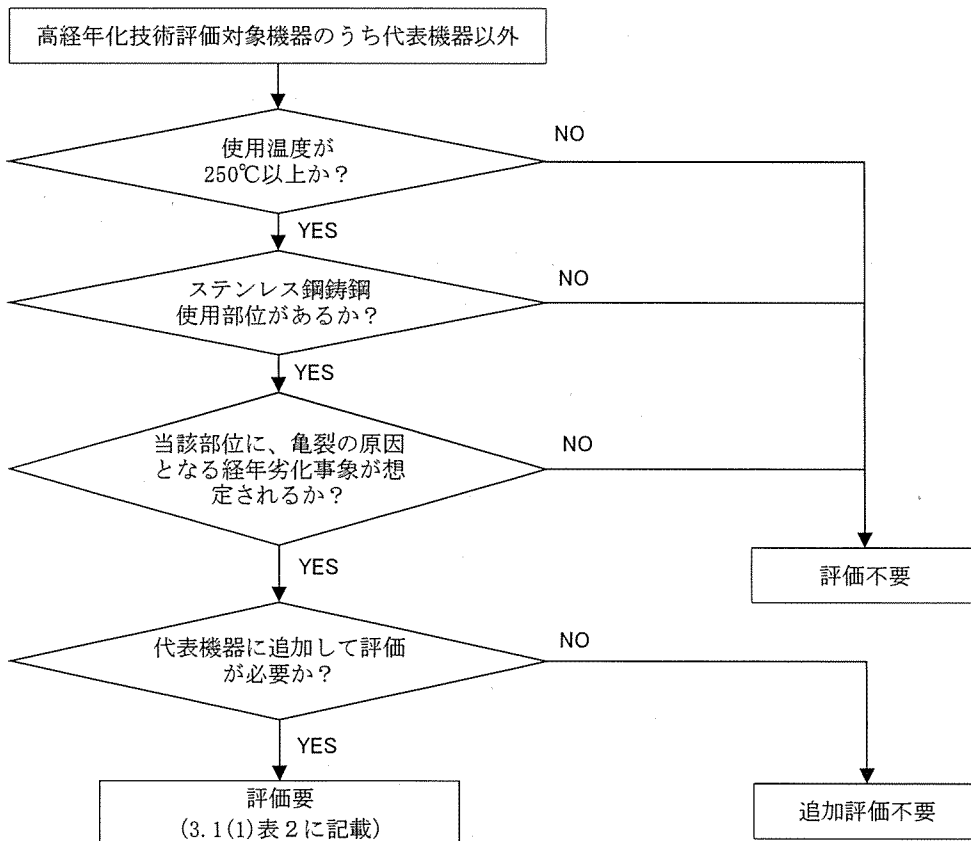 高経年化技術評価対象機器のうち代表機器以外
使用温度が
250℃以上か？
NO
YES
ステンレス鋼鋳鋼
使用部位があるか？
NO
YES
当該部位に、亀裂の原因
となる経年劣化事象が想
定されるか？
NO
YES
評価不要
代表機器に追加して評価
が必要か？
NO
YES
評価要
(3.1(1)表２に記載)
追加評価不要